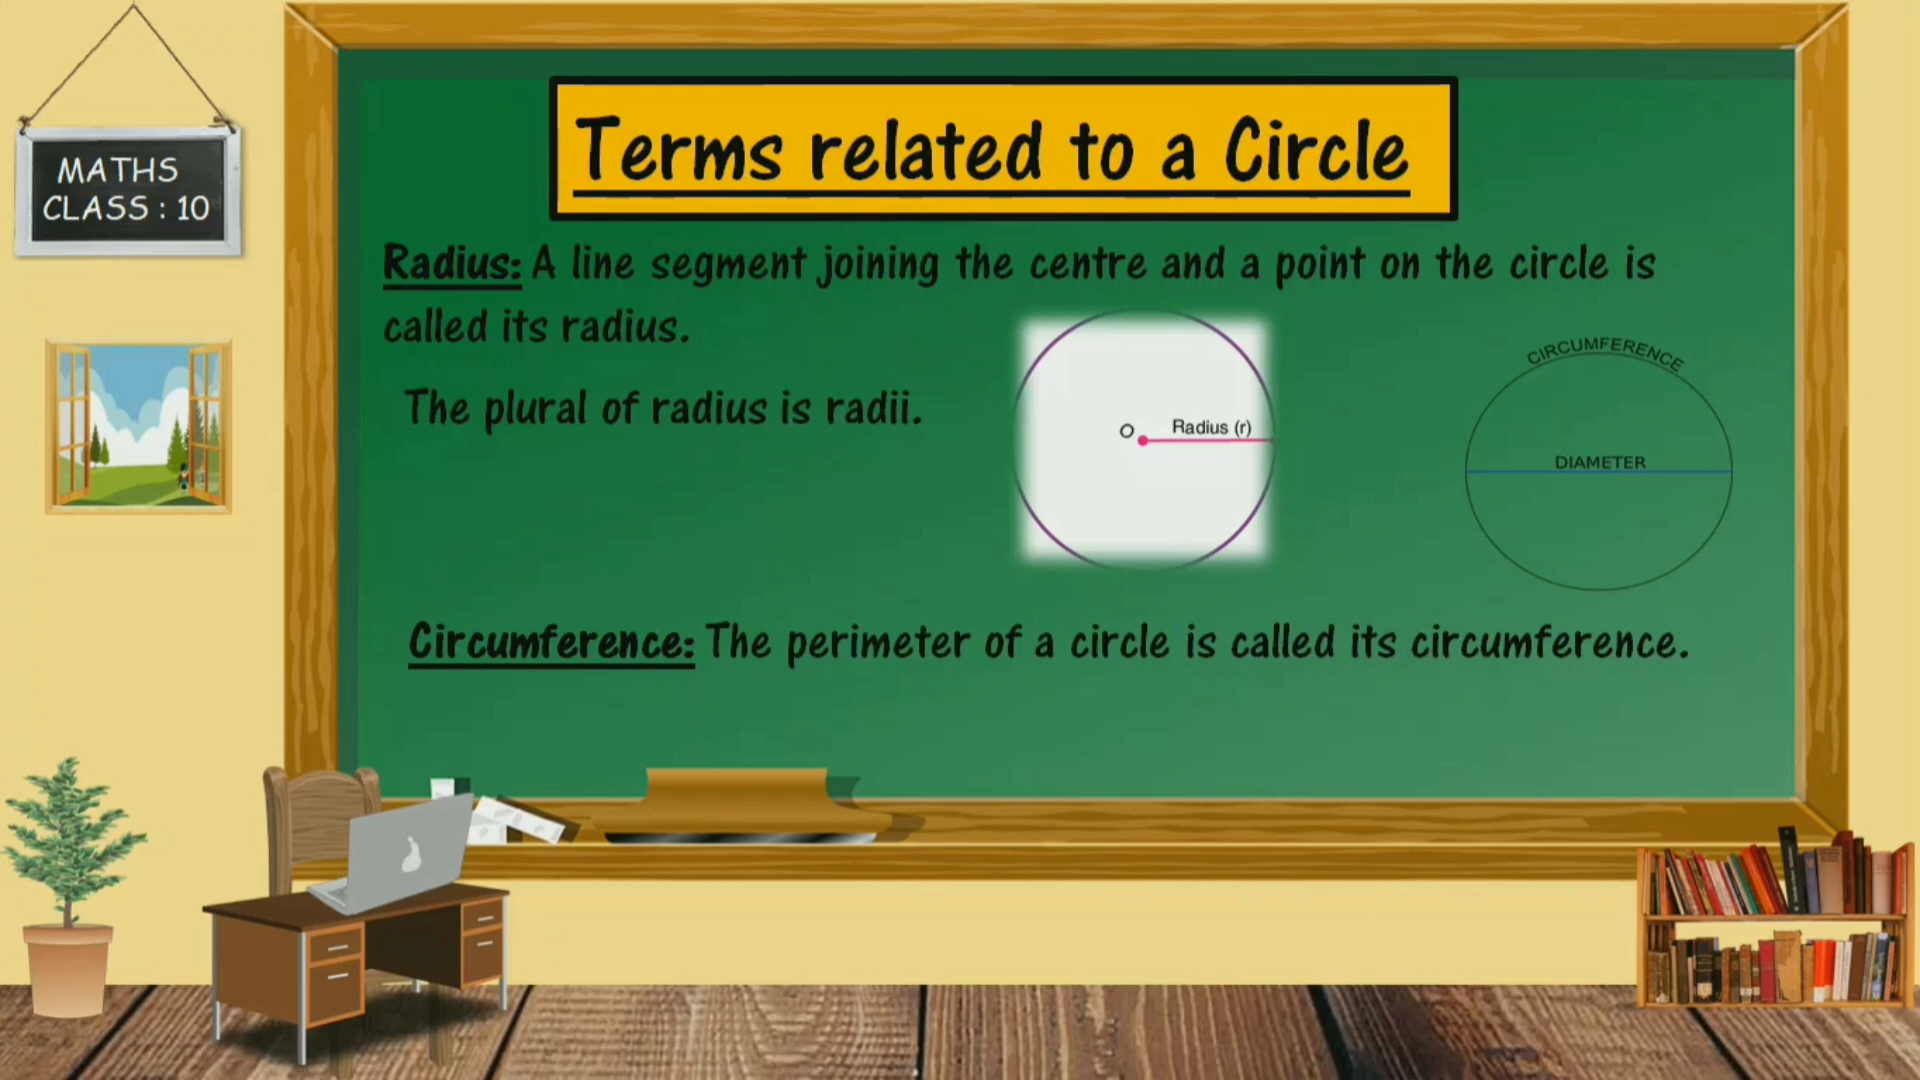 MATHS
CLASS : 10
Terms related to a Circle
Radius: A line segment joining the centre and a point on the circle is
called its radius.
The plural of radius is radii.
O
Radius (r)
CIRCUMFERENCE
DIAMETER
Circumference: The perimeter of a circle is called its circumference.